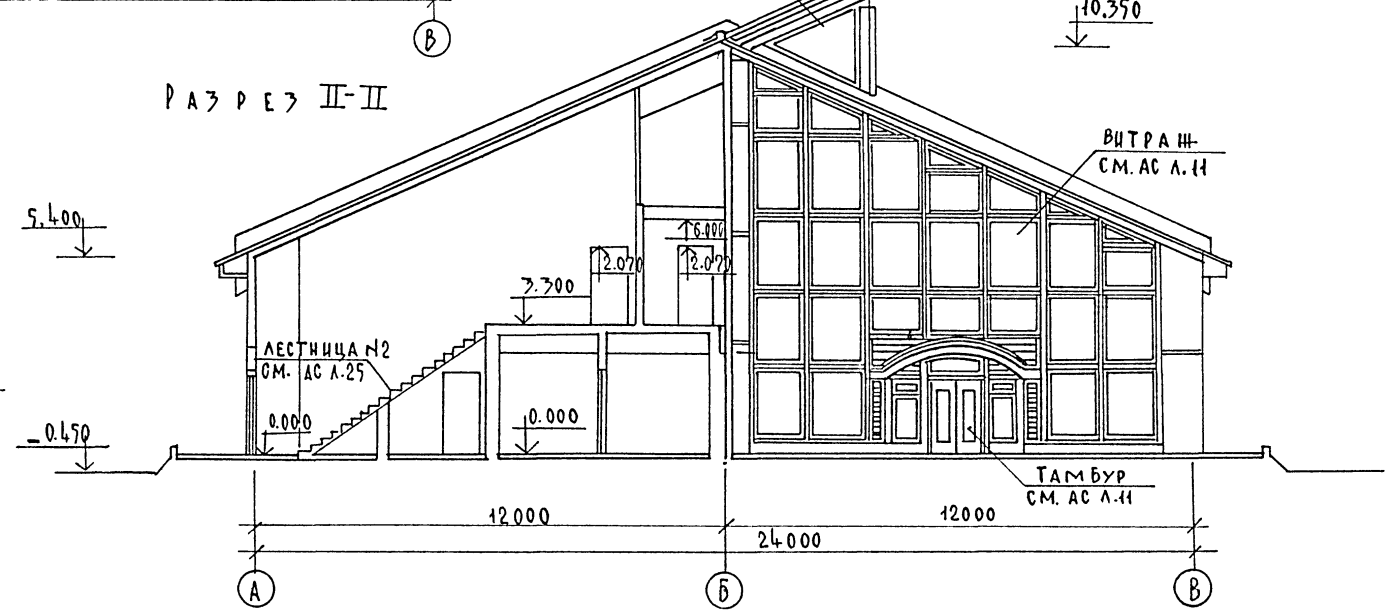 В
10.350
РАЗРЕЗ II-II
ВИТРАЖ
СМ. АС Л.11
5.400
6.000
2.070
2.070
3.300
ЛЕСТНИЦА N2
СМ. АС Л.25
0.000
0.000
-0.450
ТАМБУР
СМ. АС Л.11
12000
12000
24000
А
Б
В